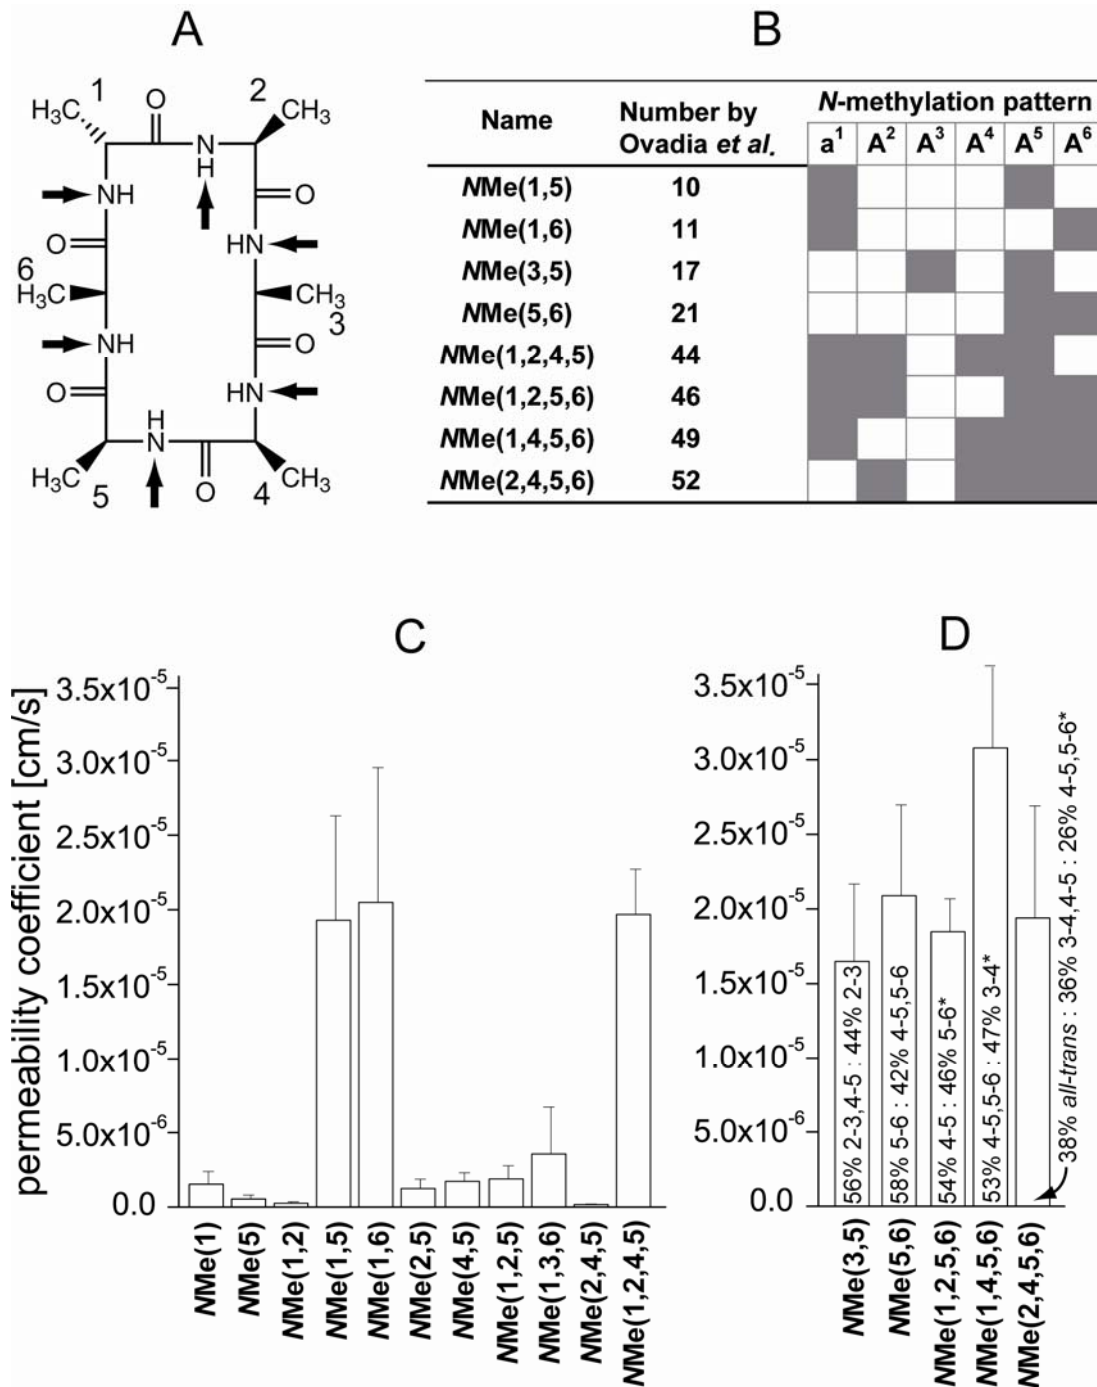 A
1
2
H₃C
O
N
H
CH₃
NH
O
O
HN
6
H₃C
CH₃
3
NH
O
O
HN
H
N
H₃C
5
O
4
CH₃
B
Name
Number by Ovadia et al.
N-methylation pattern
a¹ A² A³ A⁴ A⁵ A⁶
NMe(1,5) 10
NMe(1,6) 11
NMe(3,5) 17
NMe(5,6) 21
NMe(1,2,4,5) 44
NMe(1,2,5,6) 46
NMe(1,4,5,6) 49
NMe(2,4,5,6) 52
C
permeability coefficient [cm/s]
3.5x10⁻⁵
3.0x10⁻⁵
2.5x10⁻⁵
2.0x10⁻⁵
1.5x10⁻⁵
1.0x10⁻⁵
5.0x10⁻⁶
0.0
NMe(1)
NMe(5)
NMe(1,2)
NMe(1,5)
NMe(1,6)
NMe(2,5)
NMe(4,5)
NMe(1,2,5)
NMe(1,3,6)
NMe(2,4,5)
NMe(1,2,4,5)
D
3.5x10⁻⁵
3.0x10⁻⁵
2.5x10⁻⁵
2.0x10⁻⁵
1.5x10⁻⁵
1.0x10⁻⁵
5.0x10⁻⁶
0.0
56% 2-3,4-5 : 44% 2-3
58% 5-6 : 42% 4-5,5-6
54% 4-5 : 46% 5-6*
53% 4-5,5-6 : 47% 3-4*
38% all-trans : 36% 3-4,4-5 : 26% 4-5,5-6*
NMe(3,5)
NMe(5,6)
NMe(1,2,5,6)
NMe(1,4,5,6)
NMe(2,4,5,6)